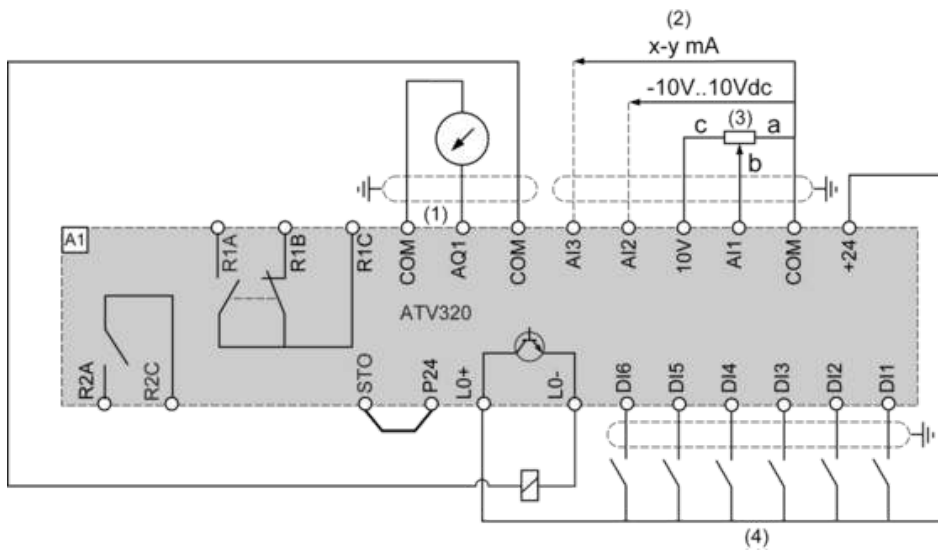 (2)
x-y mA
-10V..10Vdc
c (3) a
b
(1)
A1
R1A R1B R1C COM AQ1 COM AI3 AI2 10V AI1 COM +24
ATV320
R2A R2C STO P24 L0+ L0- DI6 DI5 DI4 DI3 DI2 DI1
(4)